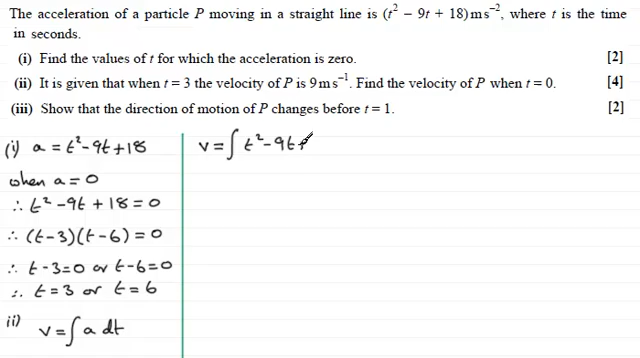 The acceleration of a particle P moving in a straight line is (t² − 9t + 18) m s⁻², where t is the time
in seconds.
(i) Find the values of t for which the acceleration is zero. [2]
(ii) It is given that when t = 3 the velocity of P is 9 m s⁻¹. Find the velocity of P when t = 0. [4]
(iii) Show that the direction of motion of P changes before t = 1. [2]
(i) a = t² − 9t + 18
when a = 0
∴ t² − 9t + 18 = 0
∴ (t − 3)(t − 6) = 0
∴ t − 3 = 0 or t − 6 = 0
∴ t = 3 or t = 6
ii) v = ∫ a dt
v = ∫ t² − 9t +